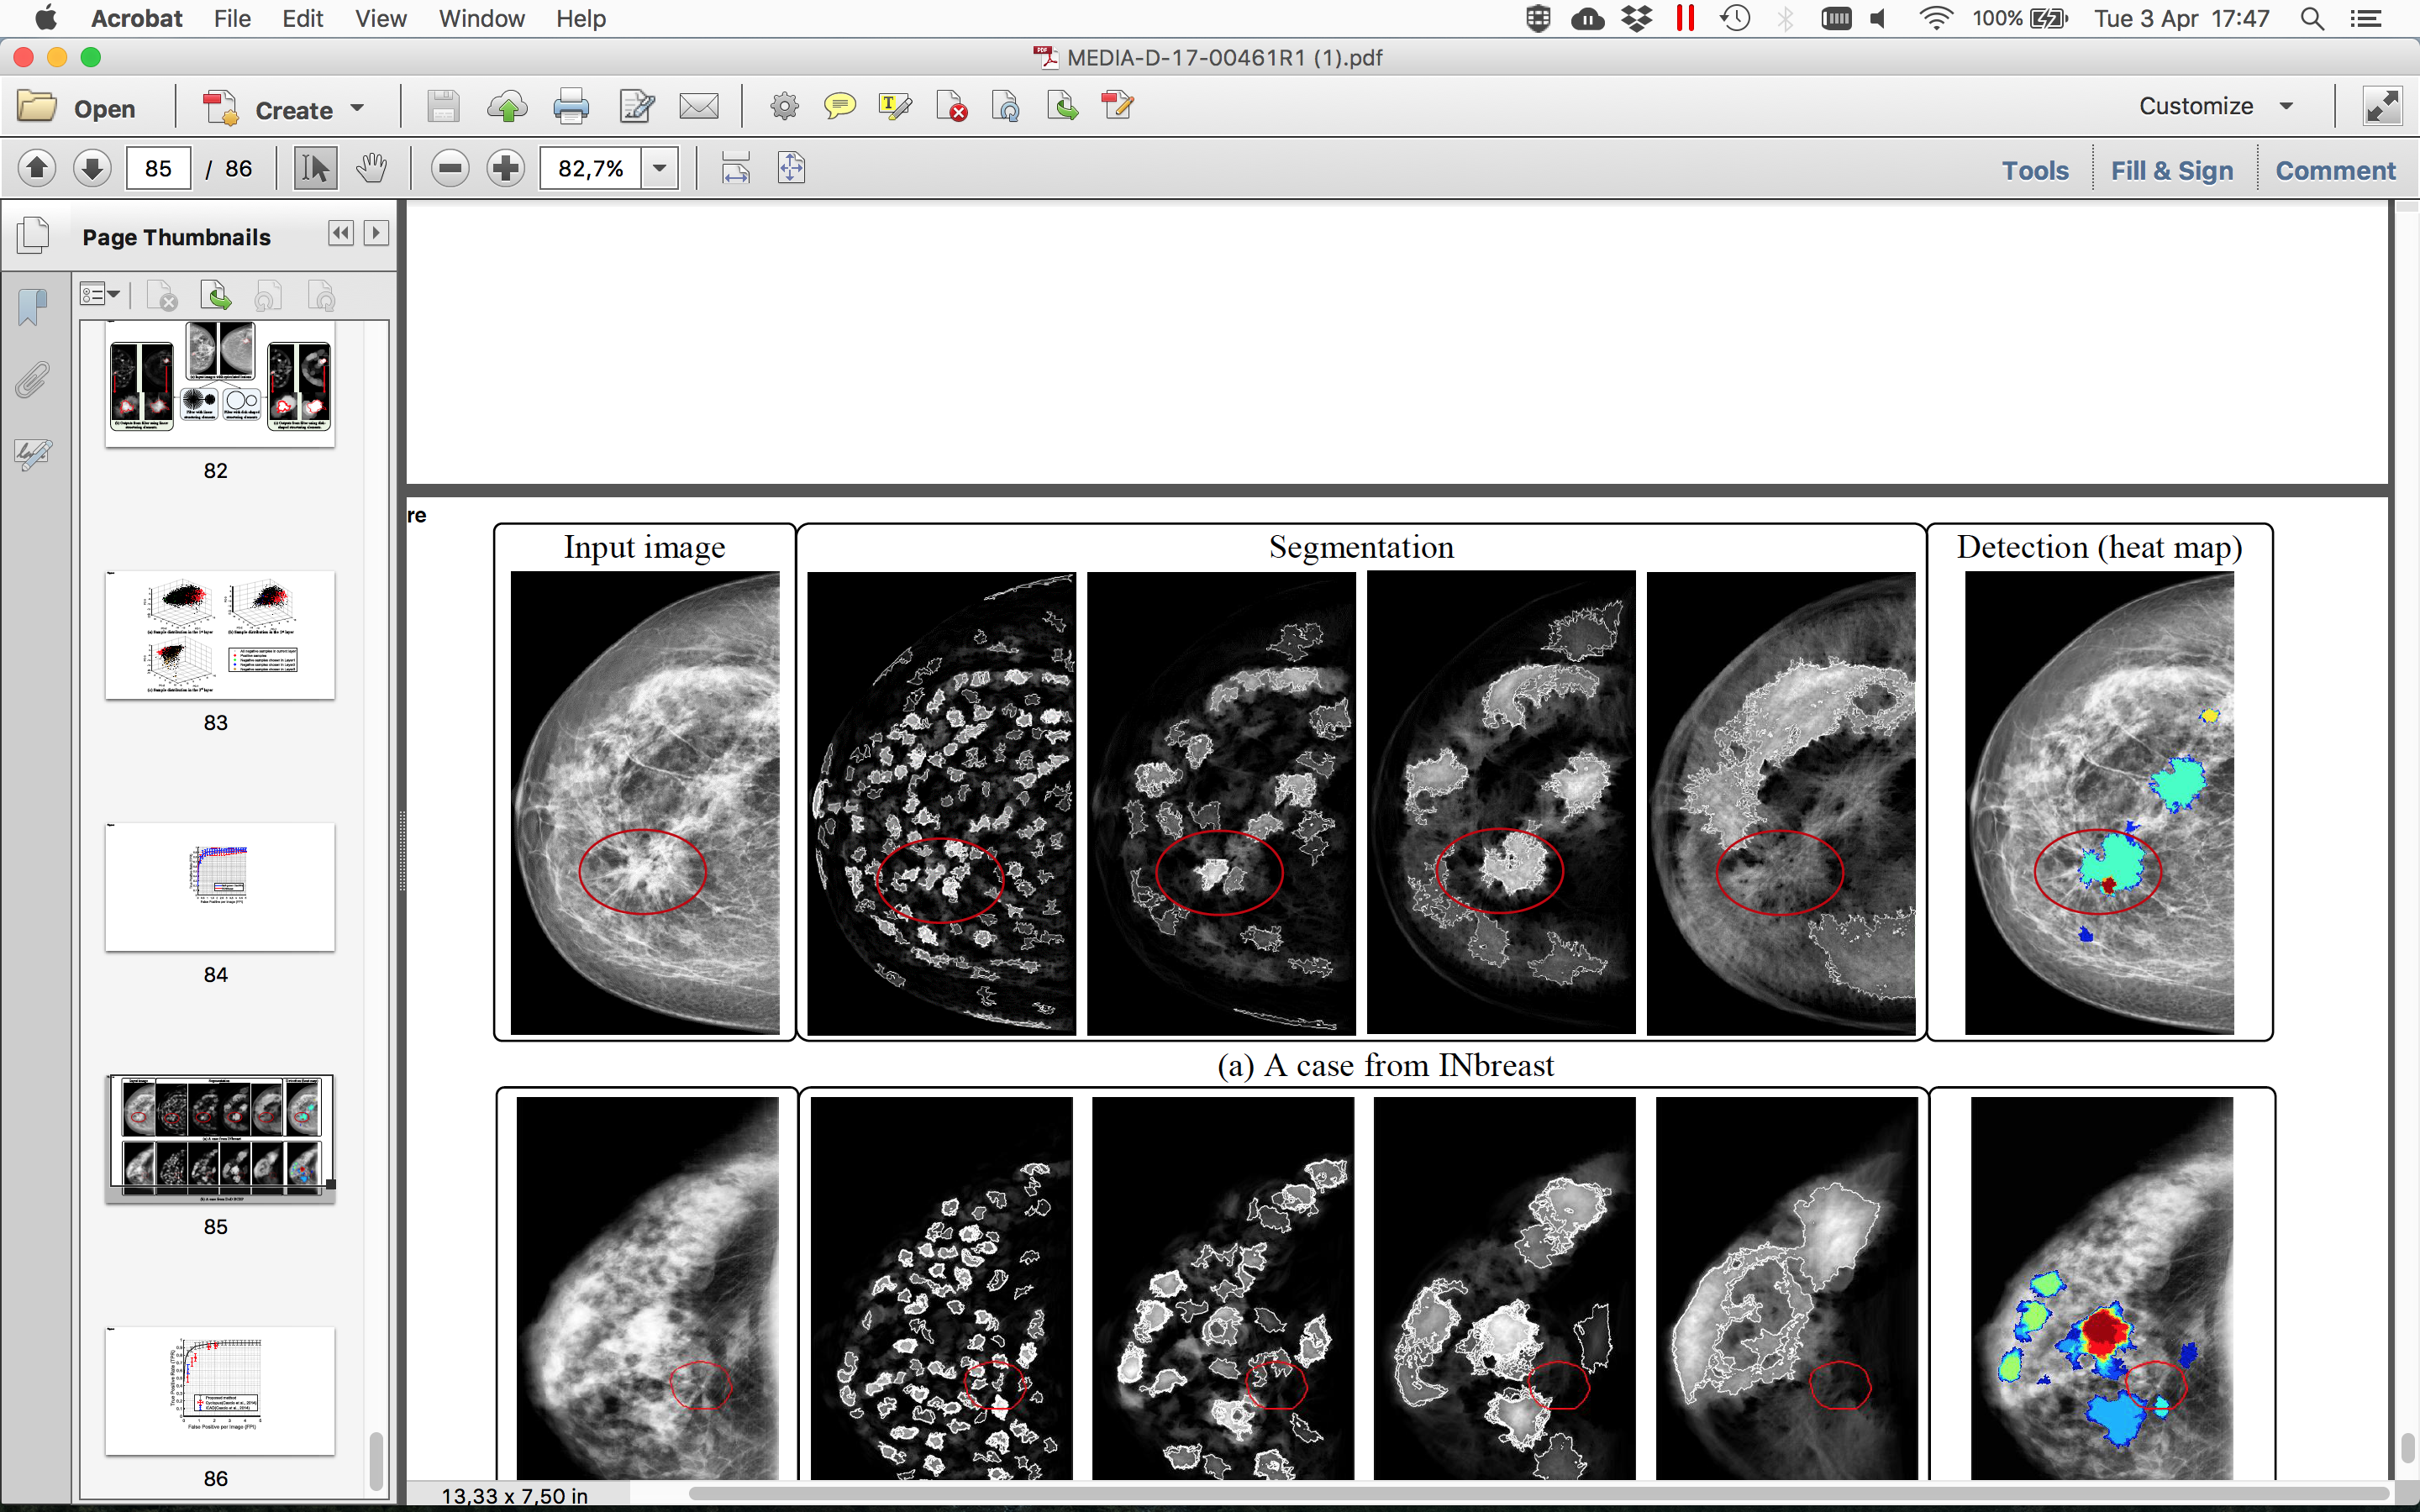 Acrobat File Edit View Window Help 100% Tue 3 Apr 17:47
MEDIA-D-17-00461R1 (1).pdf
Open Create Customize
85 / 86 82,7% Tools Fill & Sign Comment
Page Thumbnails
82
83
84
85
86
re
Input image Segmentation Detection (heat map)
(a) A case from INbreast
13,33 x 7,50 in